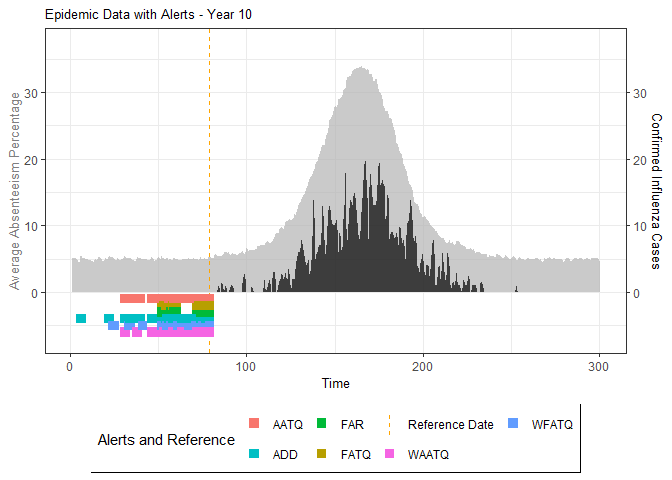 Epidemic Data with Alerts - Year 10
Average Absenteeism Percentage
30
20
10
0
30
20
10
0
Confirmed Influenza Cases
0
100
200
300
Time
Alerts and Reference
AATQ
FAR
Reference Date
WFATQ
ADD
FATQ
WAATQ